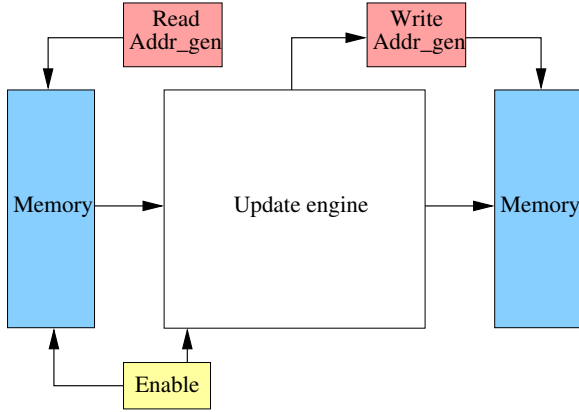 Read
Addr_gen
Write
Addr_gen
Memory
Update engine
Memory
Enable